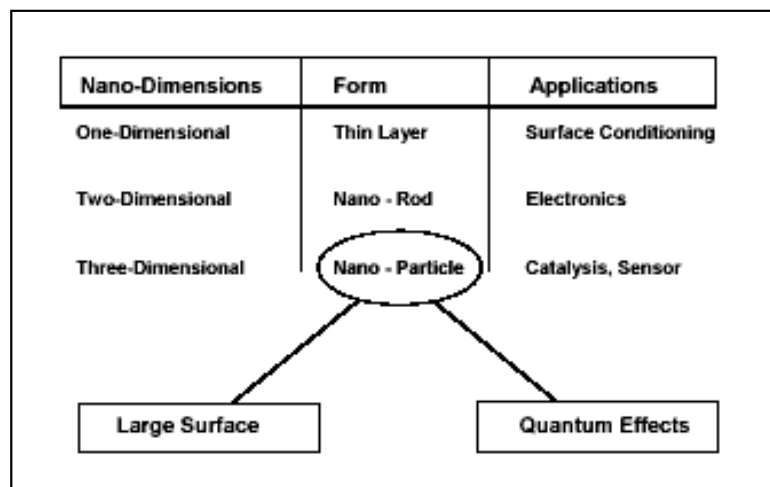 Nano-Dimensions Form Applications
One-Dimensional Thin Layer Surface Conditioning
Two-Dimensional Nano - Rod Electronics
Three-Dimensional Nano - Particle Catalysis, Sensor
Large Surface Quantum Effects